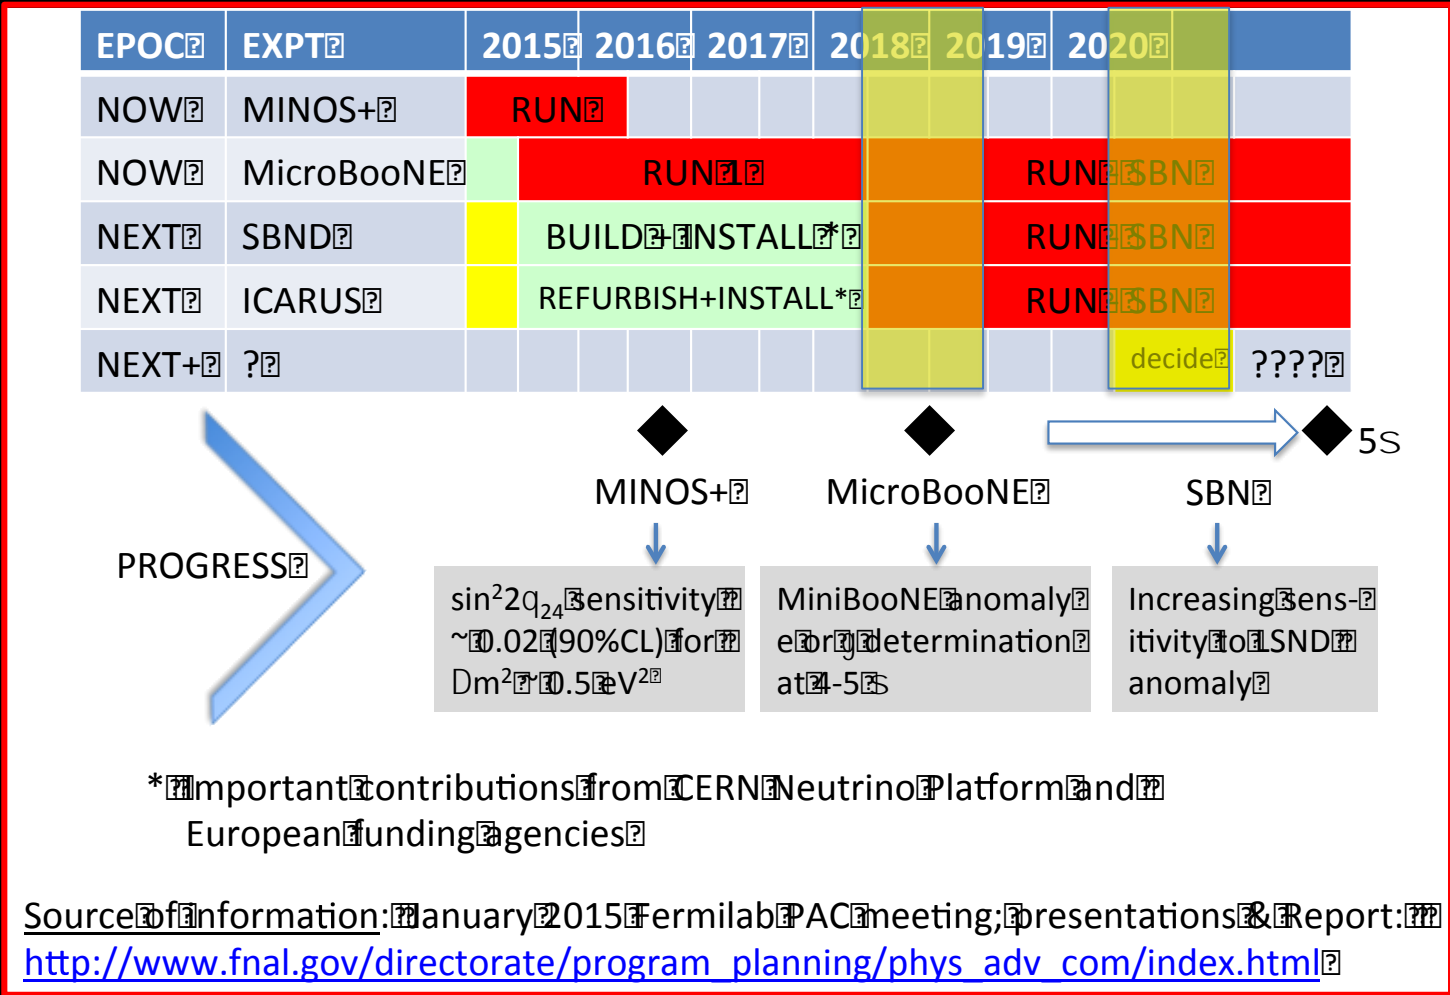 EPOC EXPT 2015 2016 2017 2018 2019 2020
NOW MINOS+ RUN
NOW MicroBooNE RUN 1 RUN - SBN
NEXT SBND BUILD + INSTALL * RUN - SBN
NEXT ICARUS REFURBISH+INSTALL* RUN - SBN
NEXT+ ? decide ????
5s
MINOS+ MicroBooNE SBN
PROGRESS
sin²2q₂₄ sensitivity
~ 0.02 (90%CL) for
Dm² ~ 0.5 eV²
MiniBooNE anomaly
e or g determination
at 4-5 s
Increasing sens-
itivity to LSND
anomaly
* Important contributions from CERN Neutrino Platform and
European funding agencies
Source of information: January 2015 Fermilab PAC meeting; presentations & Report:
http://www.fnal.gov/directorate/program_planning/phys_adv_com/index.html